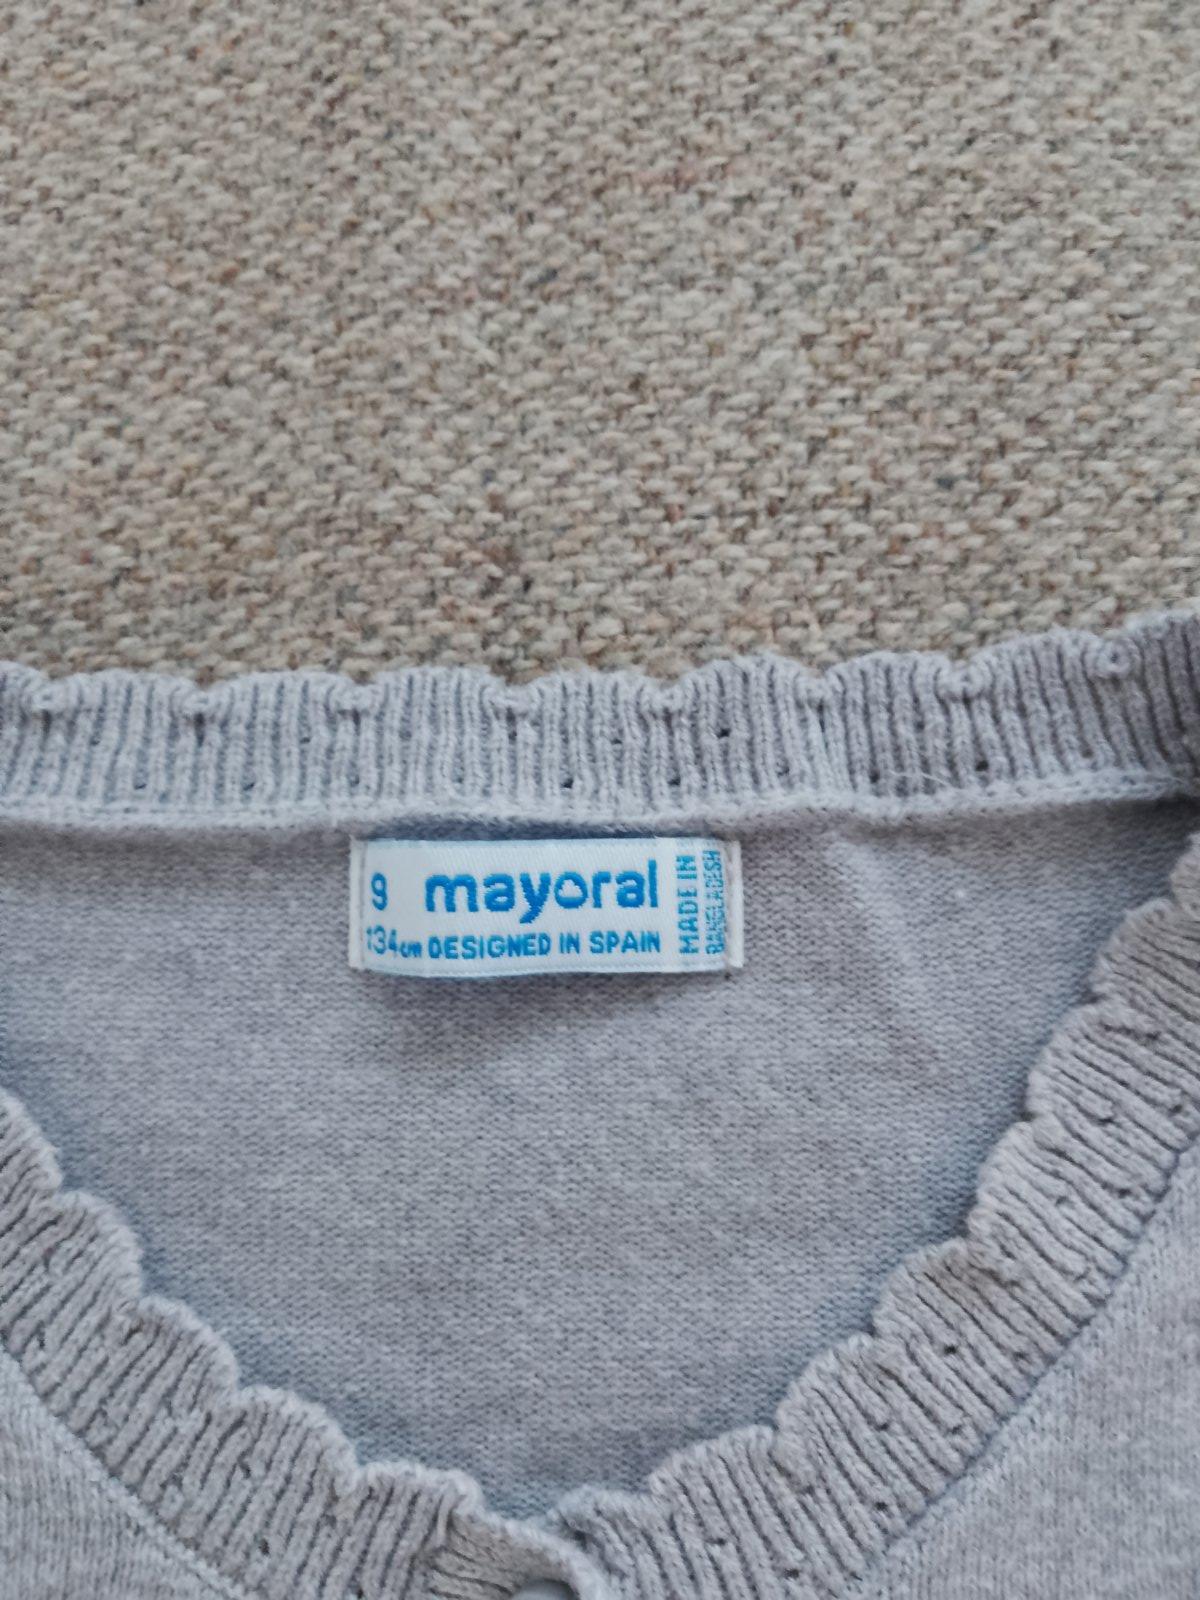 9 mayoral
134cm DESIGNED IN SPAIN
MADE IN
BANGLADESH